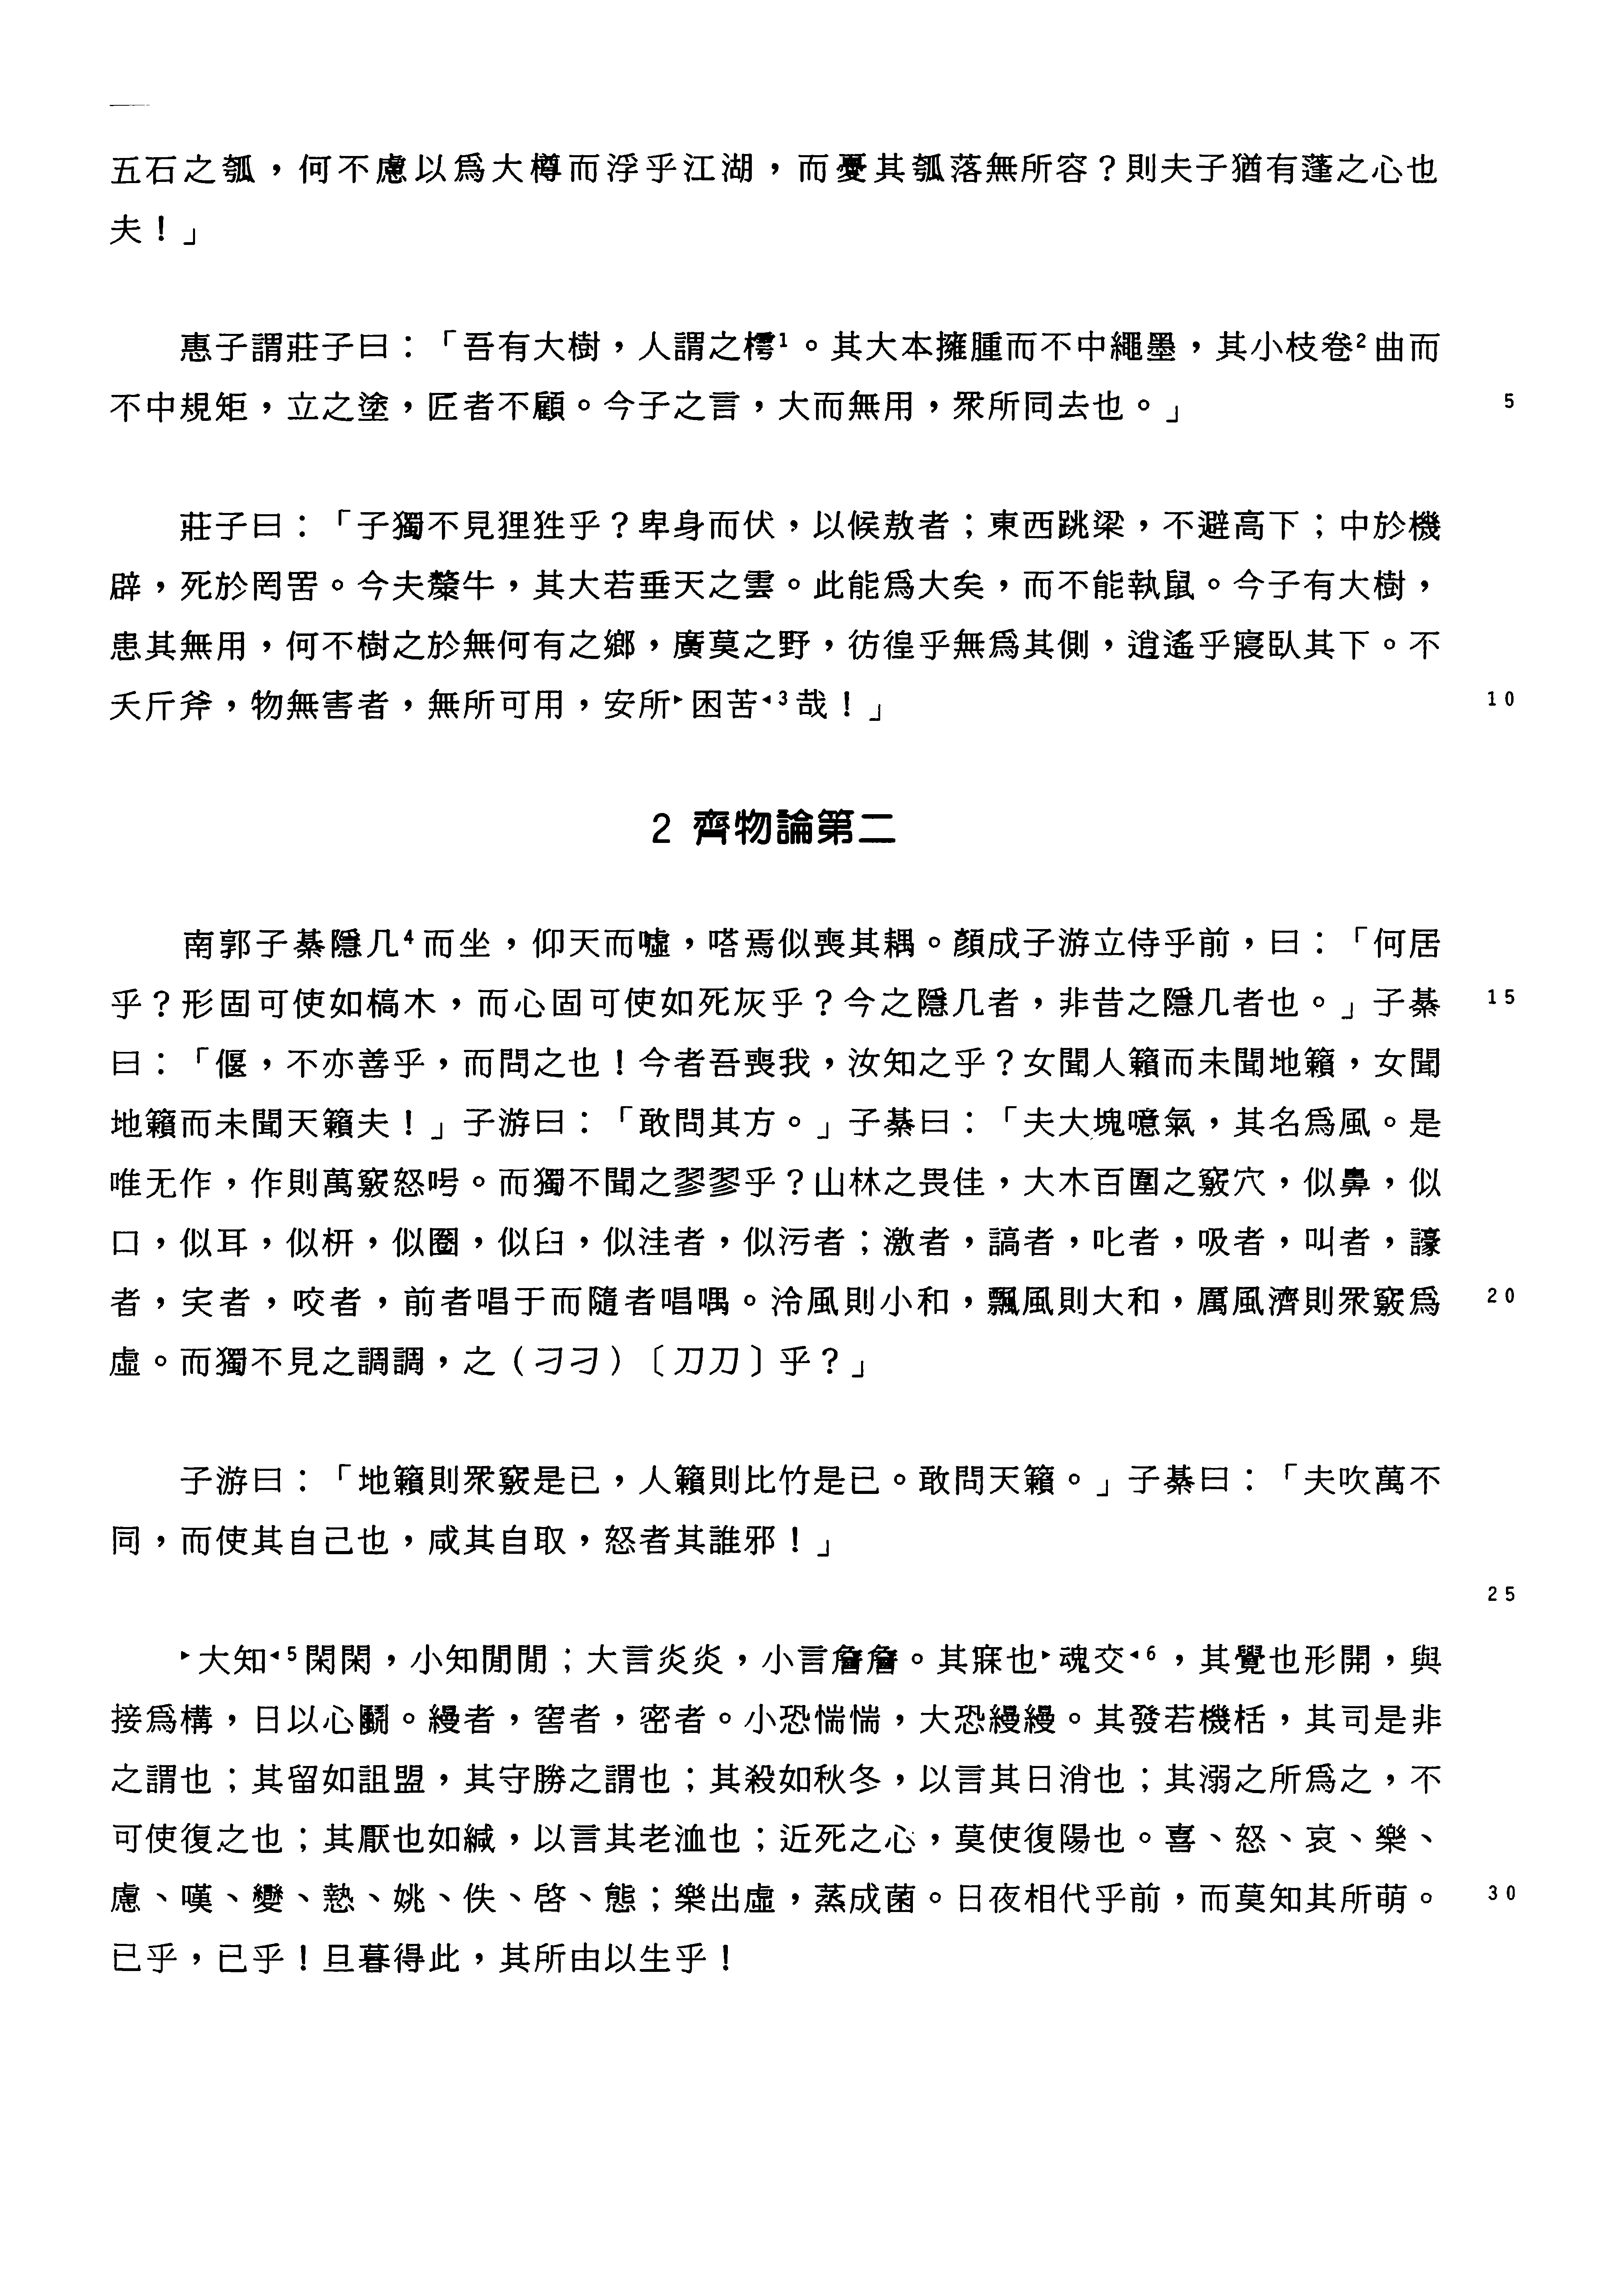 五石之瓠，何不慮以爲大樽而浮乎江湖，而憂其瓠落無所容？則夫子猶有蓬之心也
夫！」
惠子謂莊子曰：「吾有大樹，人謂之樗1。其大本擁腫而不中繩墨，其小枝卷2曲而
不中規矩，立之塗，匠者不顧。今子之言，大而無用，衆所同去也。」 5
莊子曰：「子獨不見狸狌乎？卑身而伏，以候敖者；東西跳梁，不避高下；中於機
辟，死於罔罟。今夫斄牛，其大若垂天之雲。此能爲大矣，而不能執鼠。今子有大樹，
患其無用，何不樹之於無何有之鄉，廣莫之野，彷徨乎無爲其側，逍遙乎寢臥其下。不
夭斤斧，物無害者，無所可用，安所▸困苦◂3哉！」 10
2 齊物論第二
南郭子綦隱几4而坐，仰天而噓，嗒焉似喪其耦。顏成子游立侍乎前，曰：「何居
乎？形固可使如槁木，而心固可使如死灰乎？今之隱几者，非昔之隱几者也。」子綦 15
曰：「偃，不亦善乎，而問之也！今者吾喪我，汝知之乎？女聞人籟而未聞地籟，女聞
地籟而未聞天籟夫！」子游曰：「敢問其方。」子綦曰：「夫大塊噫氣，其名爲風。是
唯无作，作則萬竅怒呺。而獨不聞之翏翏乎？山林之畏佳，大木百圍之竅穴，似鼻，似
口，似耳，似枅，似圈，似臼，似洼者，似污者；激者，謞者，叱者，吸者，叫者，譹
者，宎者，咬者，前者唱于而隨者唱喁。泠風則小和，飄風則大和，厲風濟則衆竅爲 20
虛。而獨不見之調調，之（刁刁）〔刀刀〕乎？」
子游曰：「地籟則衆竅是已，人籟則比竹是已。敢問天籟。」子綦曰：「夫吹萬不
同，而使其自己也，咸其自取，怒者其誰邪！」
25
▸大知◂5閑閑，小知閒閒；大言炎炎，小言詹詹。其寐也▸魂交◂6，其覺也形開，與
接爲構，日以心鬭。縵者，窖者，密者。小恐惴惴，大恐縵縵。其發若機栝，其司是非
之謂也；其留如詛盟，其守勝之謂也；其殺如秋冬，以言其日消也；其溺之所爲之，不
可使復之也；其厭也如緘，以言其老洫也；近死之心，莫使復陽也。喜、怒、哀、樂、
慮、嘆、變、慹、姚、佚、啓、態；樂出虛，蒸成菌。日夜相代乎前，而莫知其所萌。 30
已乎，已乎！旦暮得此，其所由以生乎！